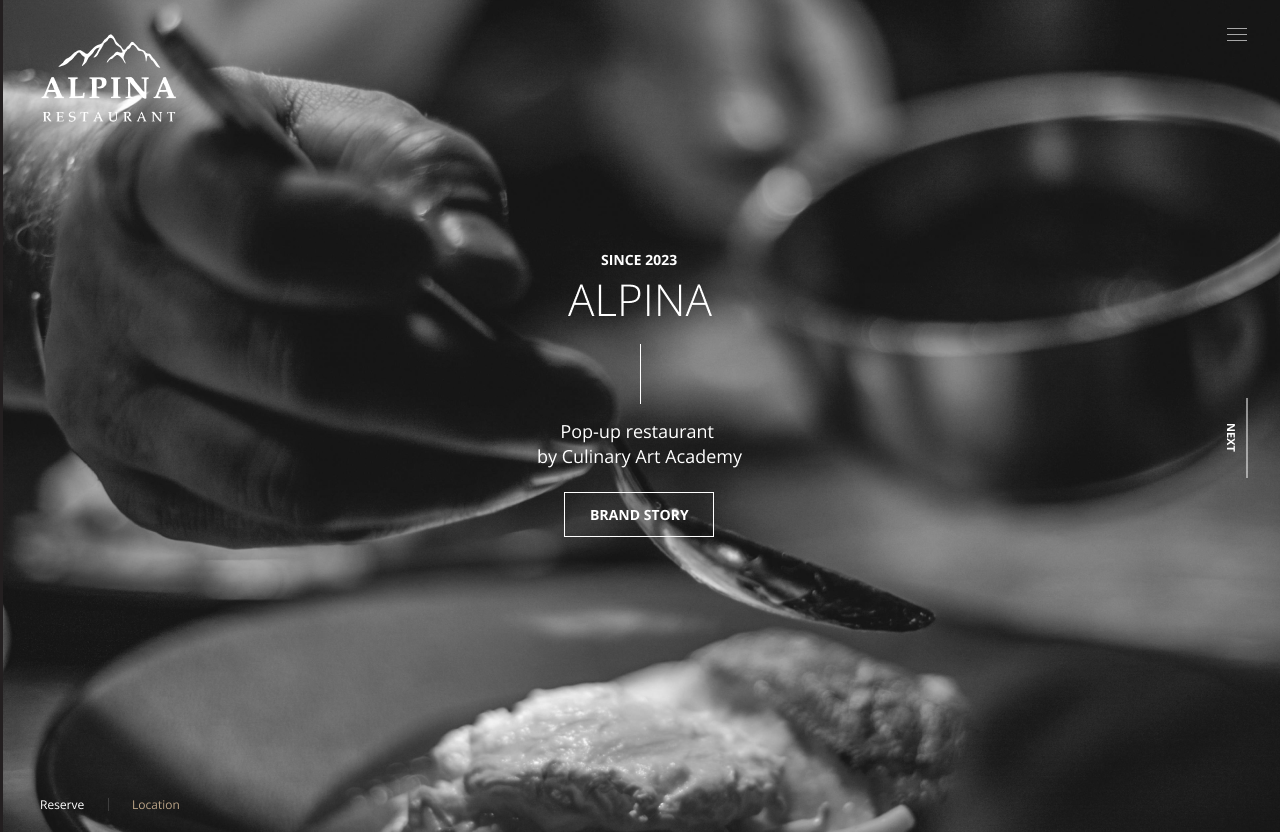 ALPINA
RESTAURANT
SINCE 2023
ALPINA
Pop-up restaurant
by Culinary Art Academy
BRAND STORY
NEXT
Reserve
Location